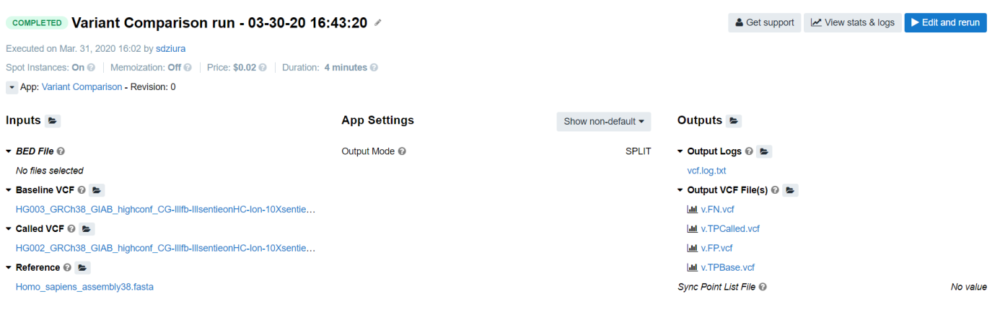 COMPLETED Variant Comparison run - 03-30-20 16:43:20
Get support View stats & logs Edit and rerun
Executed on Mar. 31, 2020 16:02 by sdziura
Spot Instances: On Memoization: Off Price: $0.02 Duration: 4 minutes
App: Variant Comparison - Revision: 0
Inputs
BED File
No files selected
Baseline VCF
HG003_GRCh38_GIAB_highconf_CG-Illfb-IllsentieonHC-Ion-10Xsentie…
Called VCF
HG002_GRCh38_GIAB_highconf_CG-Illfb-IllsentieonHC-Ion-10Xsentie…
Reference
Homo_sapiens_assembly38.fasta
App Settings
Show non-default
Output Mode SPLIT
Outputs
Output Logs
vcf.log.txt
Output VCF File(s)
v.FN.vcf
v.TPCalled.vcf
v.FP.vcf
v.TPBase.vcf
Sync Point List File No value